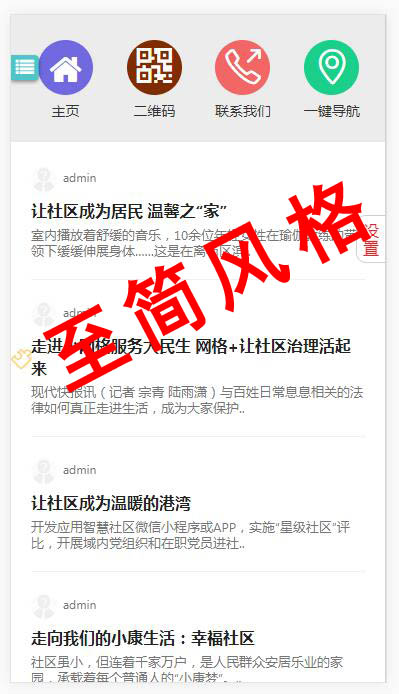 主页 二维码 联系我们 一键导航
admin
让社区成为居民 温馨之“家”
室内播放着舒缓的音乐，10余位年
性在瑜伽
领下缓缓伸展身体......这是在离
设置
至简风格
admin
走进
网格服务大民生 网格+让社区治理活起
来
现代快报讯（记者 宗青 陆雨潇）与百姓日常息息相关的法
律如何真正走进生活，成为大家保护..
admin
让社区成为温暖的港湾
开发应用智慧社区微信小程序或APP，实施“星级社区”评
比，开展域内党组织和在职党员进社..
admin
走向我们的小康生活：幸福社区
社区虽小，但连着千家万户，是人民群众安居乐业的家
园，承载着每个普通人的“小康梦”。..